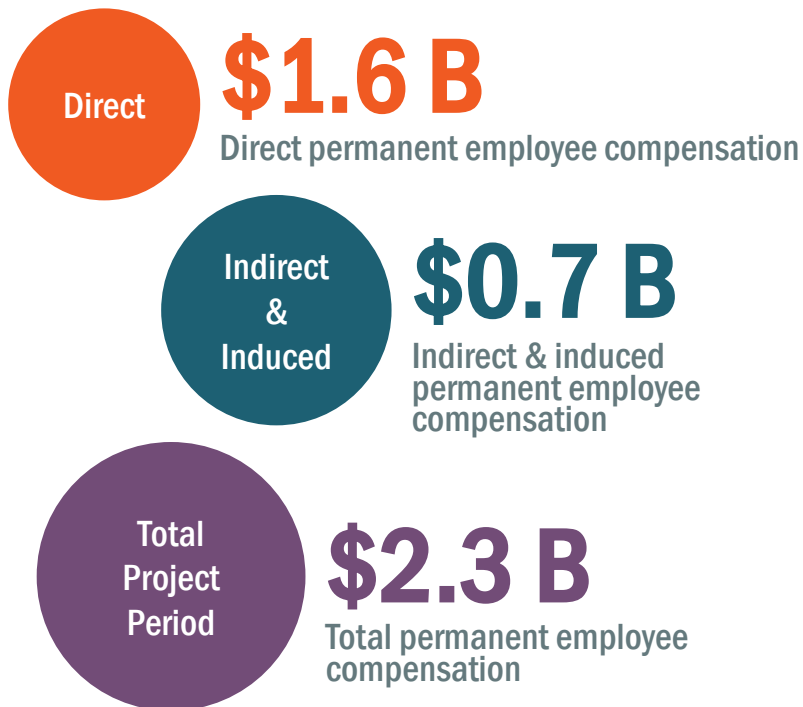 Direct
$1.6 B
Direct permanent employee compensation
Indirect
&
Induced
$0.7 B
Indirect & induced
permanent employee
compensation
Total
Project
Period
$2.3 B
Total permanent employee
compensation